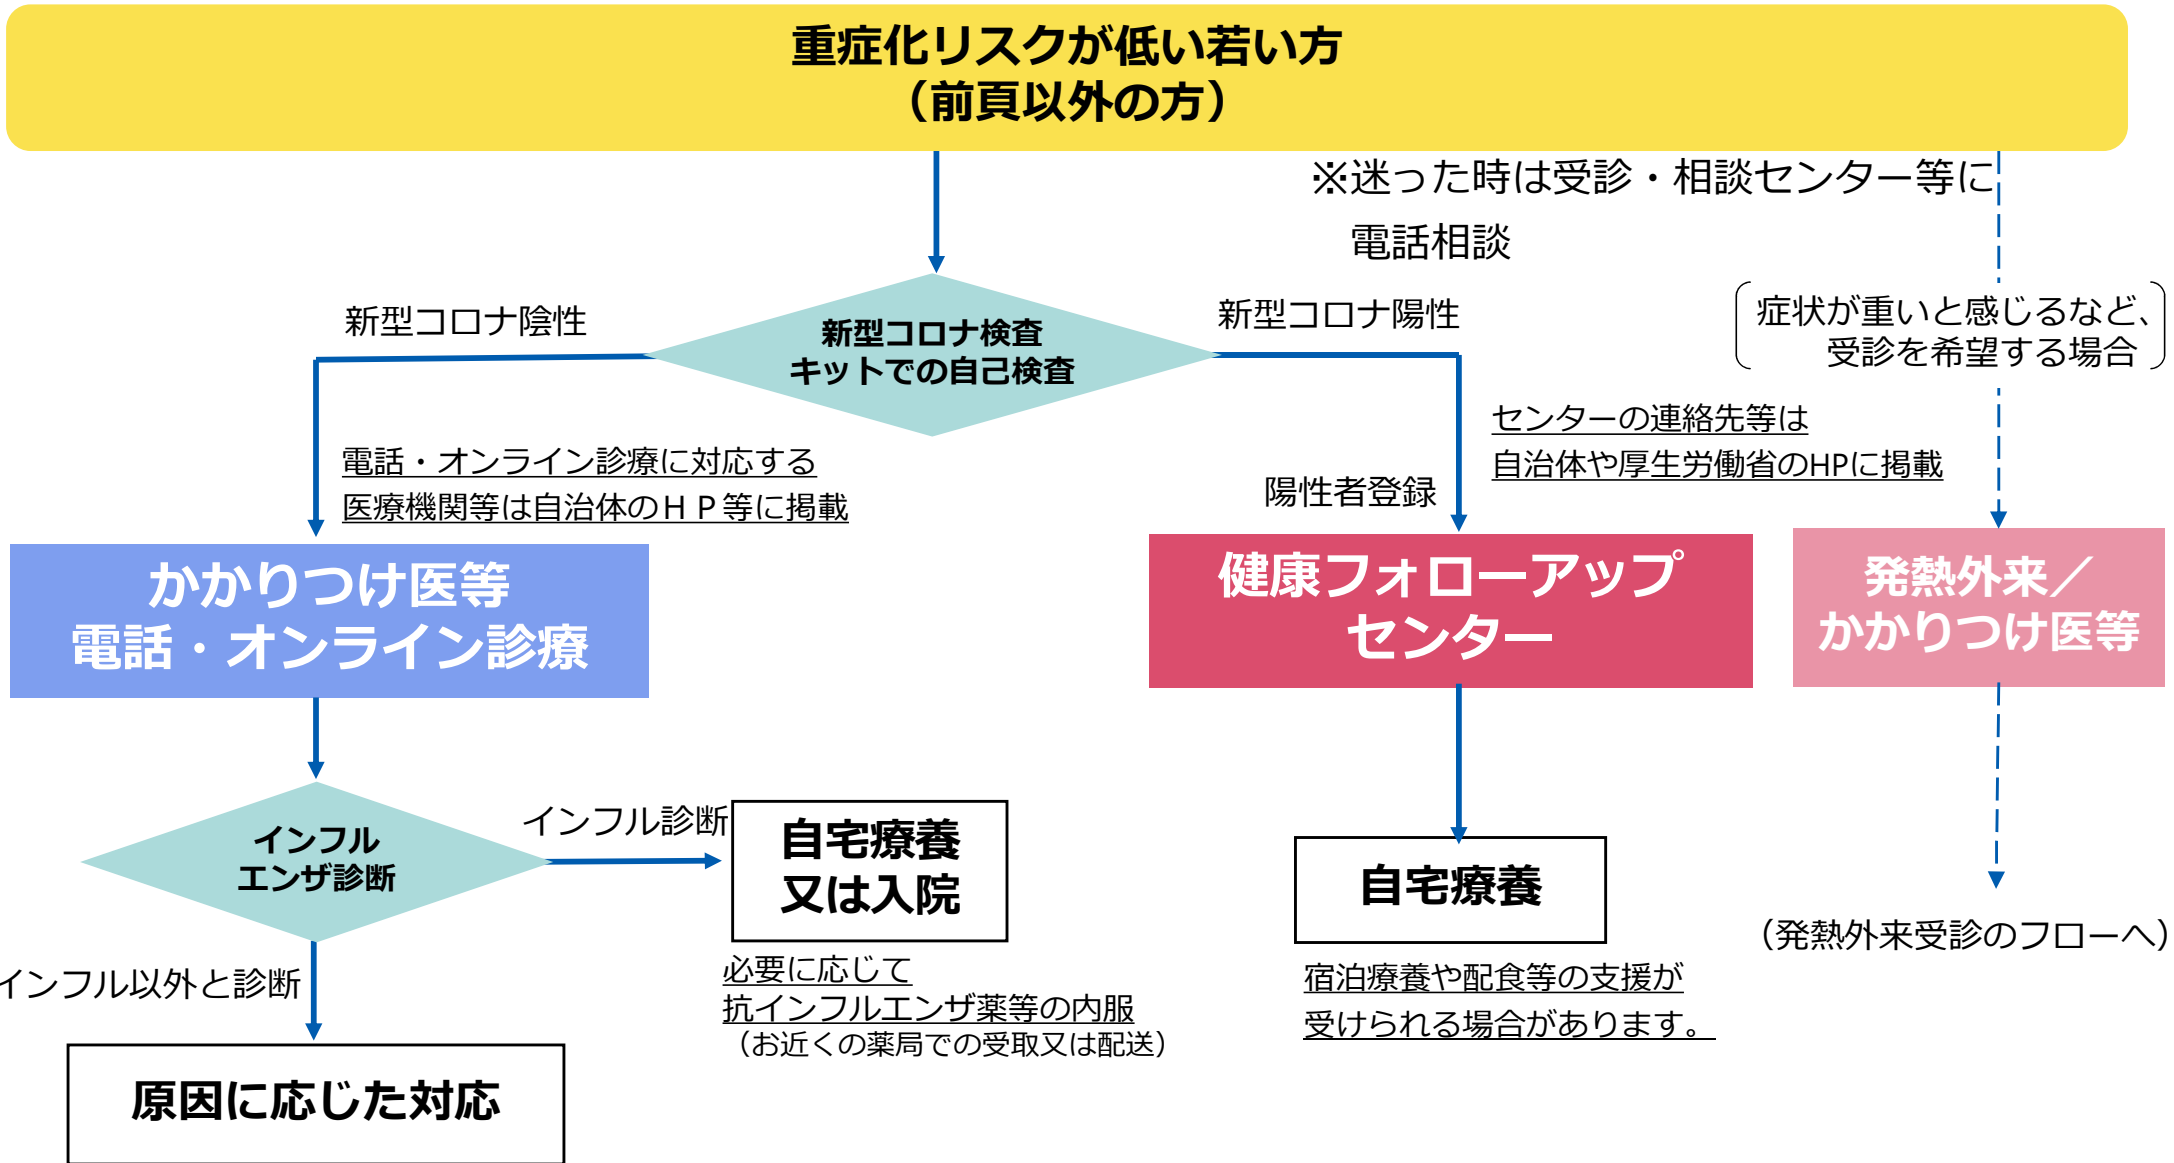 重症化リスクが低い若い方
（前頁以外の方）
※迷った時は受診・相談センター等に
電話相談
新型コロナ陰性
新型コロナ検査
キットでの自己検査
新型コロナ陽性
症状が重いと感じるなど、
受診を希望する場合
電話・オンライン診療に対応する
医療機関等は自治体のＨＰ等に掲載
センターの連絡先等は
自治体や厚生労働省のHPに掲載
陽性者登録
かかりつけ医等
電話・オンライン診療
健康フォローアップ
センター
発熱外来／
かかりつけ医等
インフル
エンザ診断
インフル診断
自宅療養
又は入院
必要に応じて
抗インフルエンザ薬等の内服
（お近くの薬局での受取又は配送）
自宅療養
宿泊療養や配食等の支援が
受けられる場合があります。
（発熱外来受診のフローへ）
インフル以外と診断
原因に応じた対応